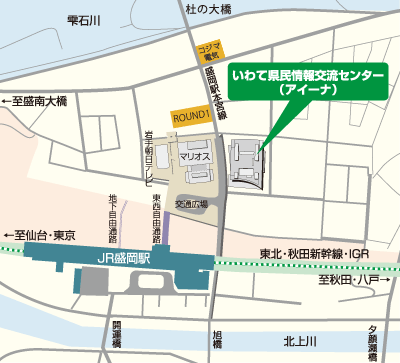 雫石川
杜の大橋
コジマ
電気
盛岡駅本宮線
いわて県民情報交流センター
（アイーナ）
←至盛南大橋
ROUND1
岩手朝日テレビ
マリオス
地下自由通路
東西自由通路
交通広場
←至仙台・東京
JR盛岡駅
東北・秋田新幹線・IGR
至秋田・八戸→
開運橋
旭橋
北上川
夕顔瀬橋